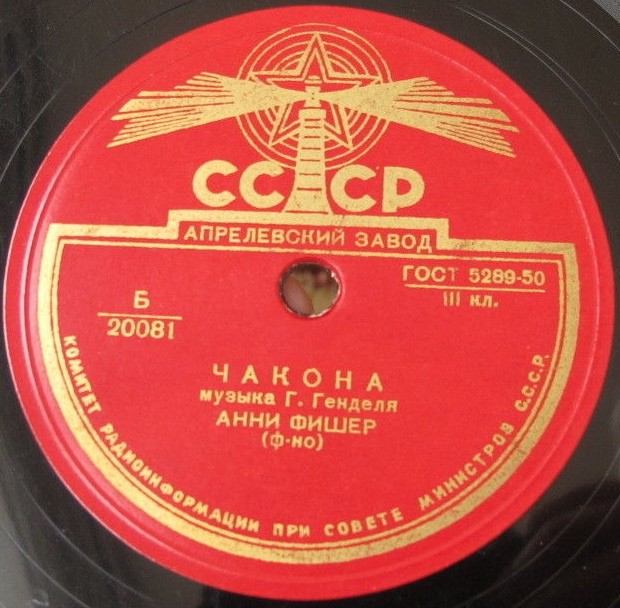 СССР
АПРЕЛЕВСКИЙ ЗАВОД
ГОСТ 5289-50
III кл.
Б
20081
ЧАКОНА
музыка Г. Генделя
АННИ ФИШЕР
(ф-но)
КОМИТЕТ РАДИОИНФОРМАЦИИ ПРИ СОВЕТЕ МИНИСТРОВ С.С.С.Р.